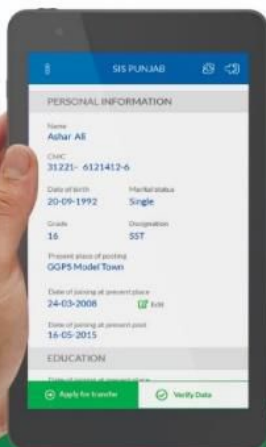 SIS PUNJAB
PERSONAL INFORMATION
Name
Ashar Ali
CNIC
31221- 6121412-6
Date of birth Marital status
20-09-1992 Single
Grade Designation
16 SST
Present place of posting
GGPS Model Town
Date of joining at present place
24-03-2008 Edit
Date of joining at present post
16-05-2015
EDUCATION
Apply for transfer Verify Data